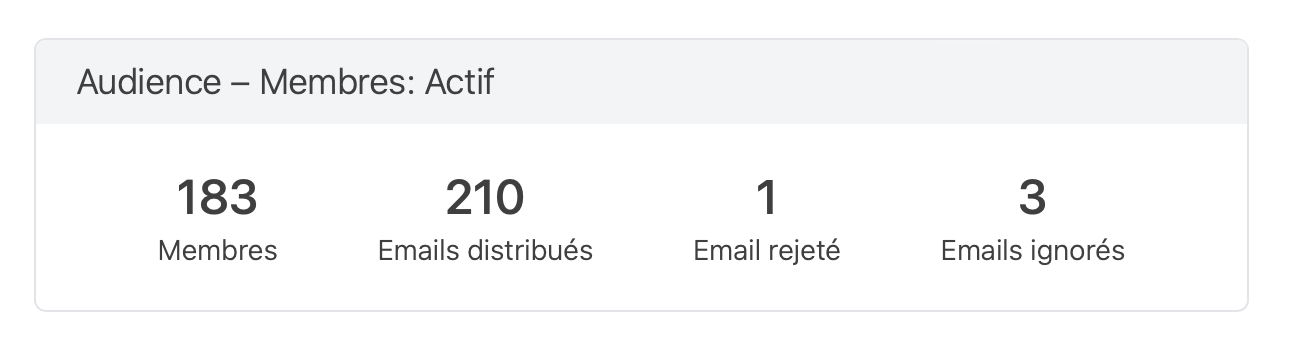 Audience – Membres: Actif
183 210 1 3
Membres Emails distribués Email rejeté Emails ignorés